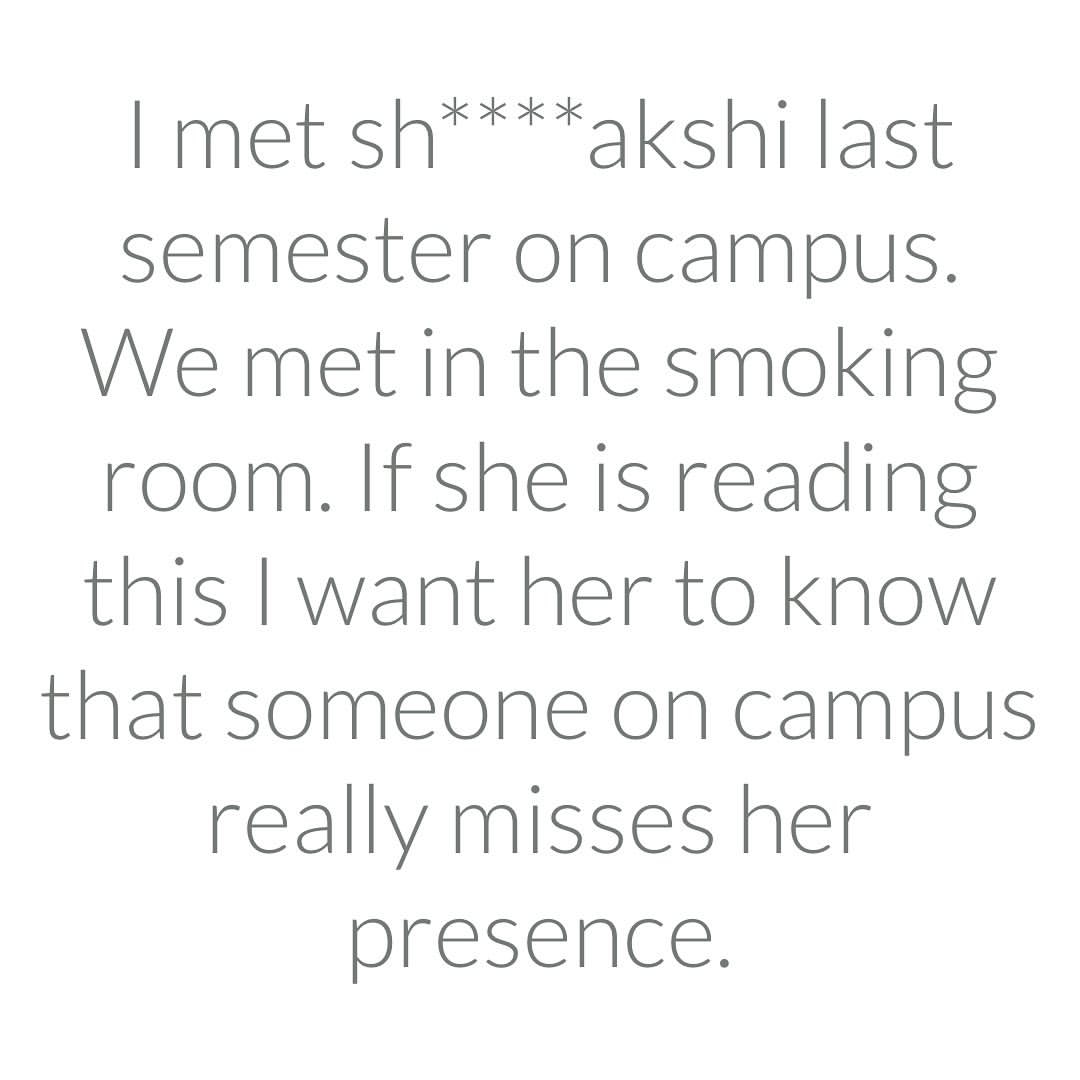 I met sh****akshi last
semester on campus.
We met in the smoking
room. If she is reading
this I want her to know
that someone on campus
really misses her
presence.